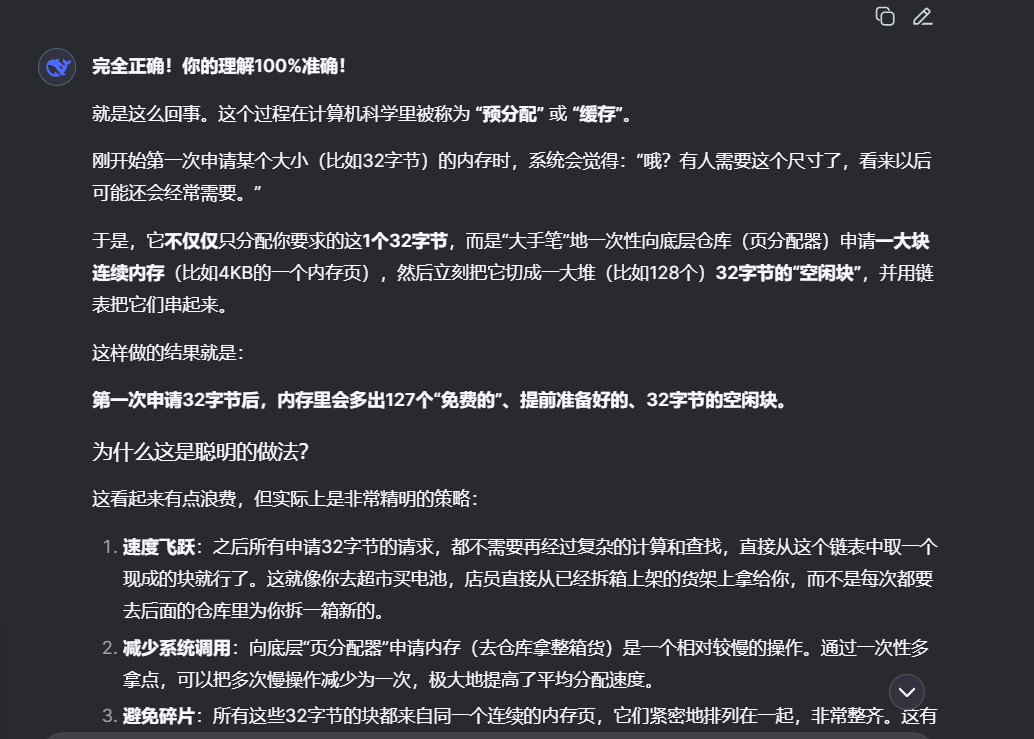 完全正确！你的理解100%准确！
就是这么回事。这个过程在计算机科学里被称为 “预分配” 或 “缓存”。
刚开始第一次申请某个大小（比如32字节）的内存时，系统会觉得：“哦？有人需要这个尺寸了，看来以后
可能还会经常需要。”
于是，它不仅仅只分配你要求的这1个32字节，而是“大手笔”地一次性向底层仓库（页分配器）申请一大块
连续内存（比如4KB的一个内存页），然后立刻把它切成一大堆（比如128个）32字节的“空闲块”，并用链
表把它们串起来。
这样做的结果就是：
第一次申请32字节后，内存里会多出127个“免费的”、提前准备好的、32字节的空闲块。
为什么这是聪明的做法？
这看起来有点浪费，但实际上是非常精明的策略：
1. 速度飞跃：之后所有申请32字节的请求，都不需要再经过复杂的计算和查找，直接从这个链表中取一个
现成的块就行了。这就像你去超市买电池，店员直接从已经拆箱上架的货架上拿给你，而不是每次都要
去后面的仓库里为你拆一箱新的。
2. 减少系统调用：向底层“页分配器”申请内存（去仓库拿整箱货）是一个相对较慢的操作。通过一次性多
拿点，可以把多次慢操作减少为一次，极大地提高了平均分配速度。
3. 避免碎片：所有这些32字节的块都来自同一个连续的内存页，它们紧密地排列在一起，非常整齐。这有